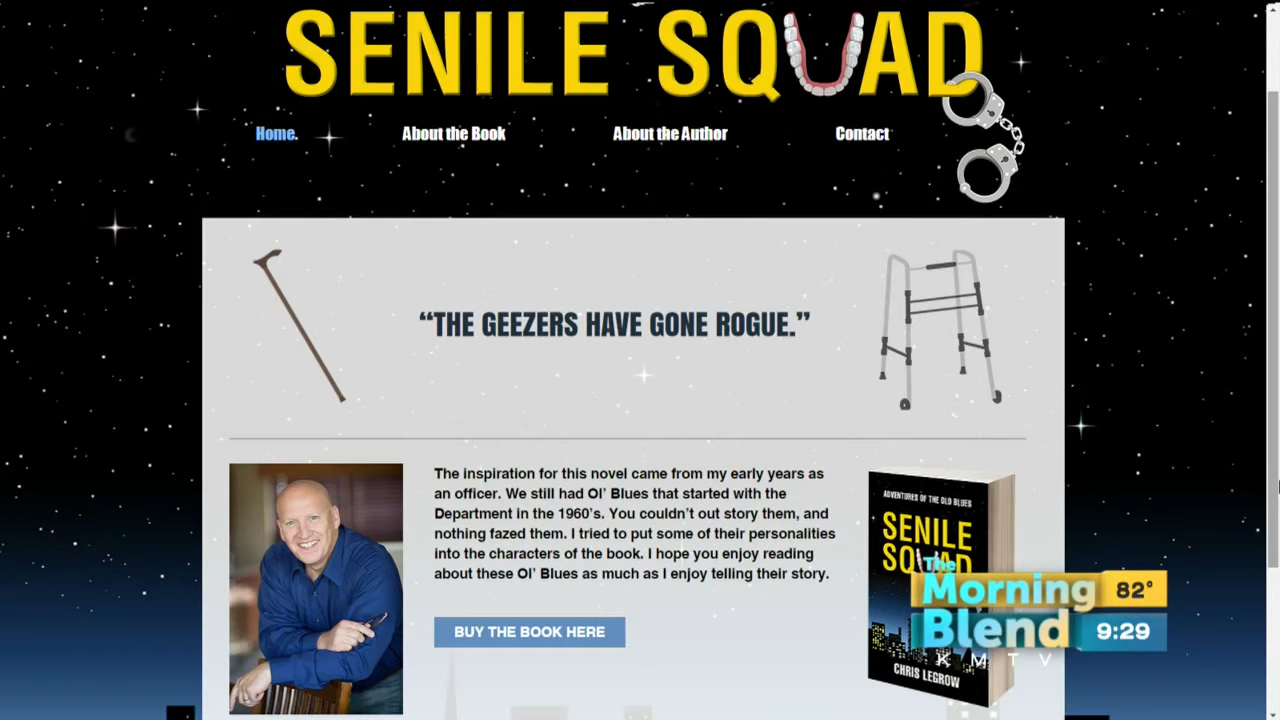 SENILE SQUAD
Home.
About the Book
About the Author
Contact
“THE GEEZERS HAVE GONE ROGUE.”
The inspiration for this novel came from my early years as
an officer. We still had Ol’ Blues that started with the
Department in the 1960’s. You couldn’t out story them, and
nothing fazed them. I tried to put some of their personalities
into the characters of the book. I hope you enjoy reading
about these Ol’ Blues as much as I enjoy telling their story.
BUY THE BOOK HERE
ADVENTURES OF THE OLD BLUES
SENILE
SQUAD
CHRIS LEGROW
The
Morning
Blend
KMTV
82°
9:29